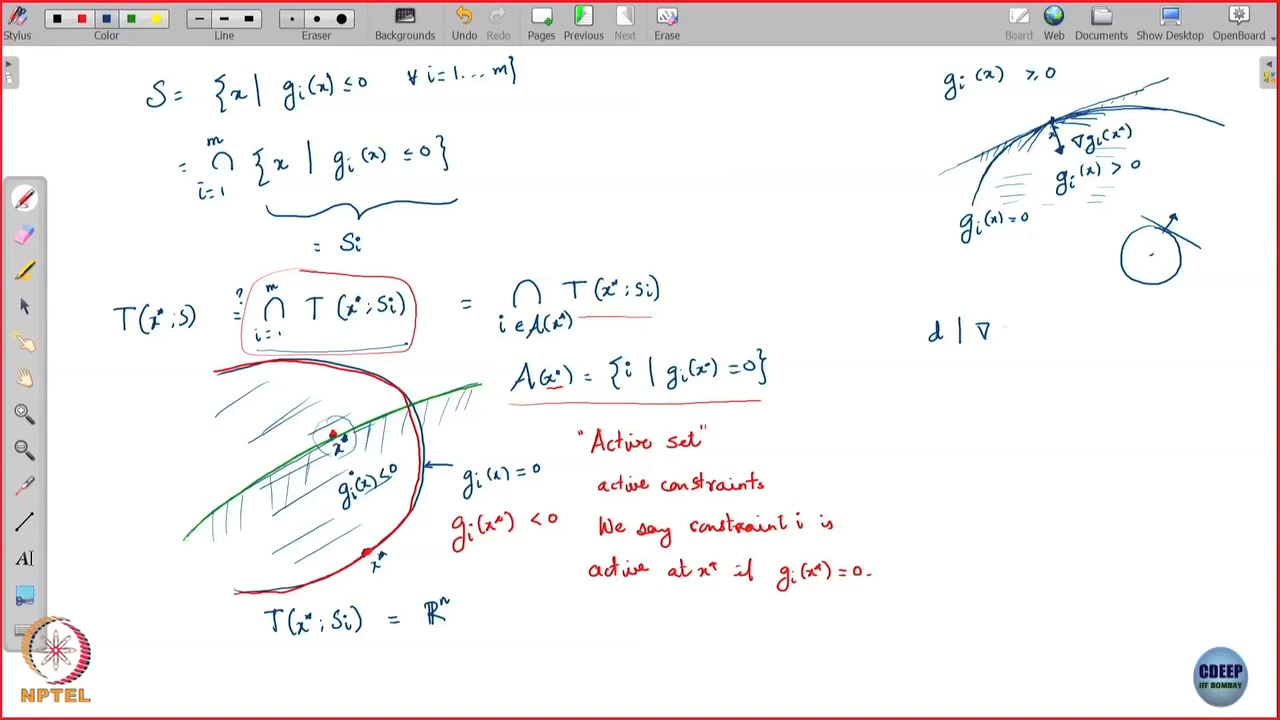 Stylus
Color
Line
Eraser
Backgrounds
Undo
Redo
Pages
Previous
Next
Erase
Board
Web
Documents
Show Desktop
OpenBoard
S = {x | gi(x) ≤ 0 ∀ i = 1 ... m}
= ∩ i=1 m {x | gi(x) ≤ 0}
= Si
T(x*; S) ?= ∩ i=1 m T(x*; Si) = ∩ i∈A(x*) T(x*; Si)
A(x*) = {i | gi(x*) = 0}
"Active set"
active constraints
We say constraint i is
active at x* if gi(x*) = 0.
x*
gi(x) ≤ 0
gi(x) = 0
gi(x*) < 0
x*
T(x*; Si) = ℝn
gi(x) ≥ 0
x*
∇gi(x*)
gi(x) > 0
gi(x) = 0
d | ∇
NPTEL
CDEEP
IIT BOMBAY